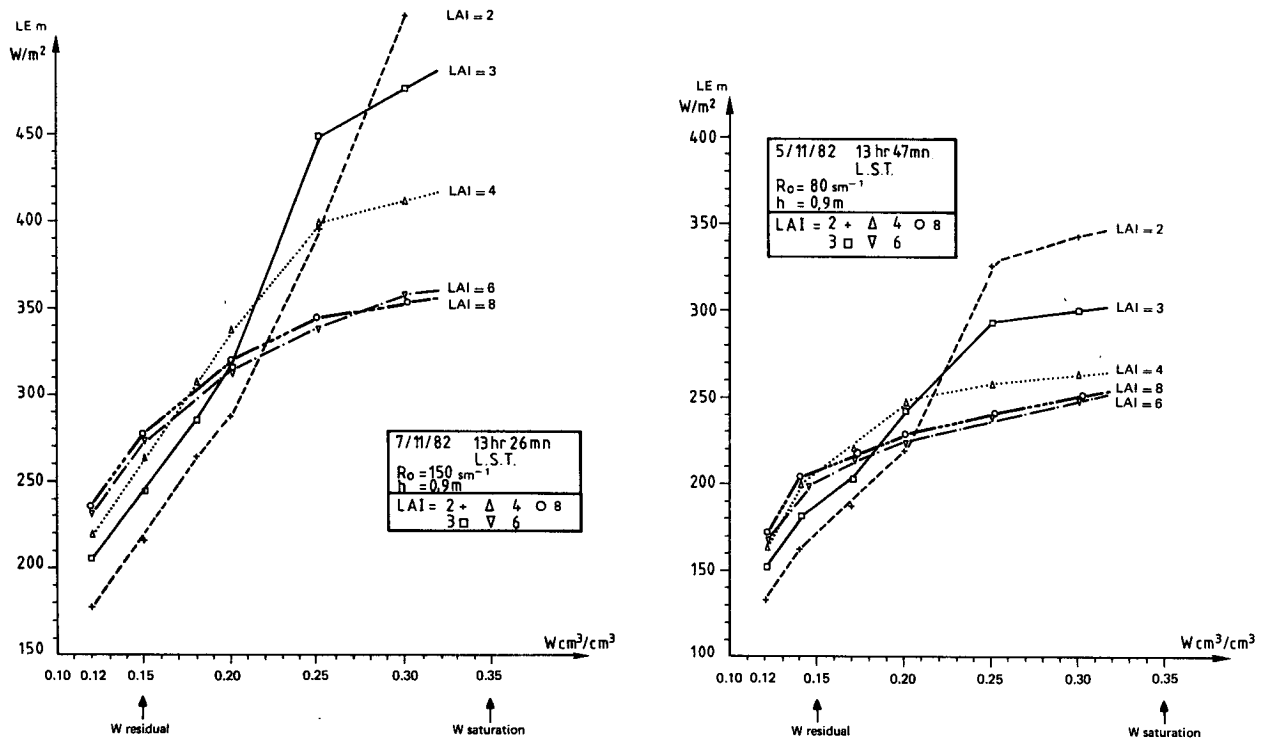 LE m
W/m²
450
400
350
300
250
200
150
LAI = 2
LAI = 3
LAI = 4
LAI = 6
LAI = 8
7/11/82 13 hr 26 mn
L.S.T.
Ro = 150 sm⁻¹
h = 0,9m
LAI = 2 + Δ 4 O 8
3 □ ∇ 6
W cm³/cm³
0.10 0.12 0.15 0.20 0.25 0.30 0.35
W residual
W saturation
LE m
W/m²
400
350
300
250
200
150
100
5/11/82 13 hr 47mn.
L.S.T.
Ro = 80 sm⁻¹
h = 0,9m
LAI = 2 + Δ 4 O 8
3 □ ∇ 6
LAI = 2
LAI = 3
LAI = 4
LAI = 8
LAI = 6
W cm³/cm³
0.10 0.12 0.15 0.20 0.25 0.30 0.35
W residual
W saturation